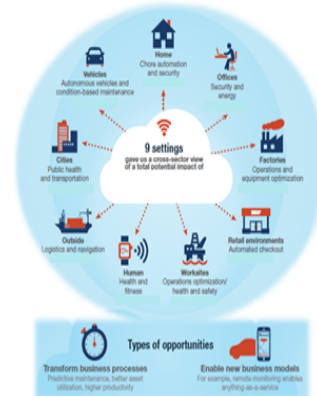 Home
Chore automation
and security
Vehicles
Autonomous vehicles and
condition-based maintenance
Offices
Security and
energy
9 settings
gave us a cross-sector view
of a total potential impact of
Cities
Public health
and transportation
Factories
Operations and
equipment optimization
Outside
Logistics and navigation
Retail environments
Automated checkout
Human
Health and
fitness
Worksites
Operations optimization/
health and safety
Types of opportunities
Transform business processes
Predictive maintenance, better asset
utilization, higher productivity
Enable new business models
For example, remote monitoring enables
anything-as-a-service